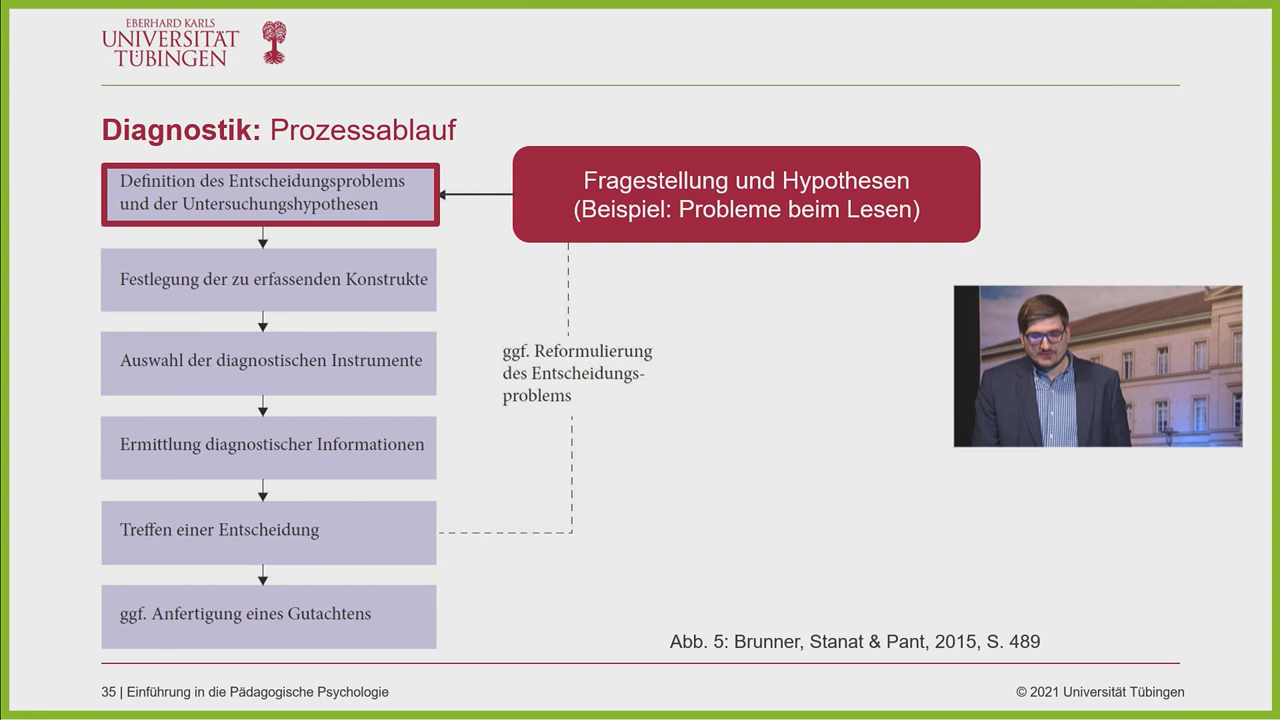 EBERHARD KARLS
UNIVERSITÄT
TÜBINGEN
Diagnostik: Prozessablauf
Definition des Entscheidungsproblems
und der Untersuchungshypothesen
Fragestellung und Hypothesen
(Beispiel: Probleme beim Lesen)
Festlegung der zu erfassenden Konstrukte
Auswahl der diagnostischen Instrumente
ggf. Reformulierung
des Entscheidungs-
problems
Ermittlung diagnostischer Informationen
Treffen einer Entscheidung
ggf. Anfertigung eines Gutachtens
Abb. 5: Brunner, Stanat & Pant, 2015, S. 489
35 | Einführung in die Pädagogische Psychologie
© 2021 Universität Tübingen